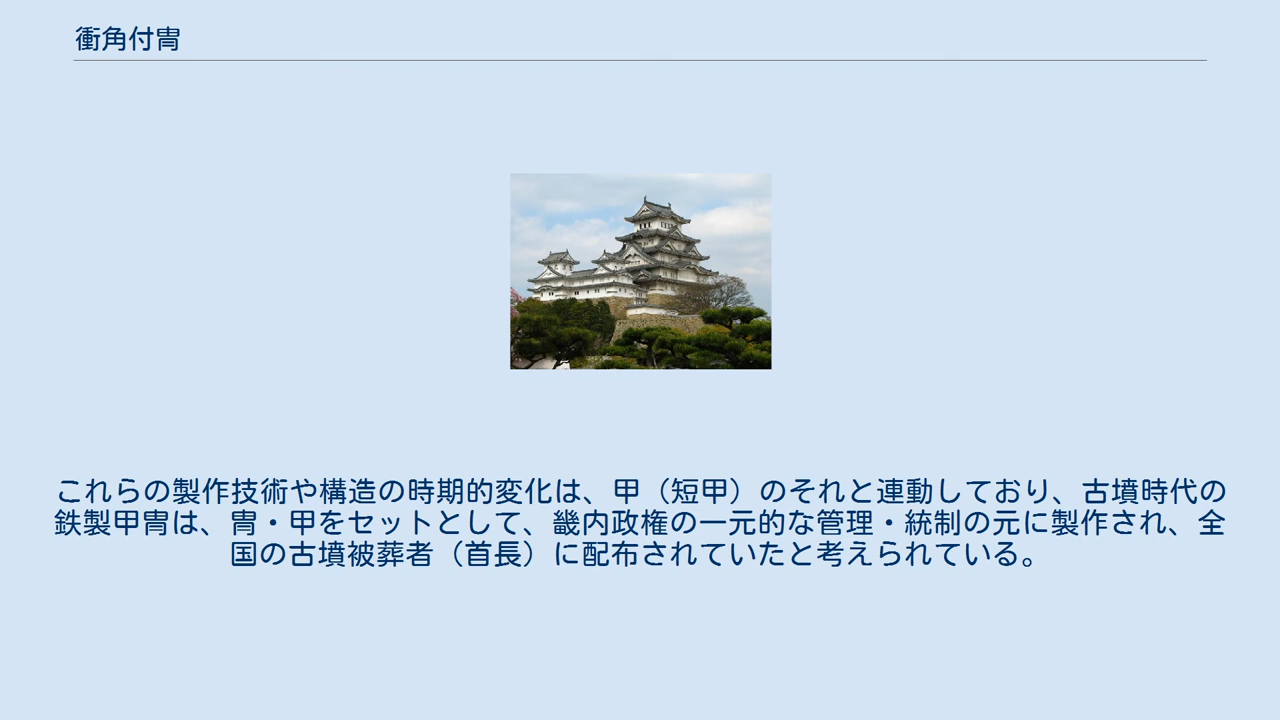 衝角付冑
これらの製作技術や構造の時期的変化は、甲（短甲）のそれと連動しており、古墳時代の
鉄製甲冑は、冑・甲をセットとして、畿内政権の一元的な管理・統制の元に製作され、全
国の古墳被葬者（首長）に配布されていたと考えられている。